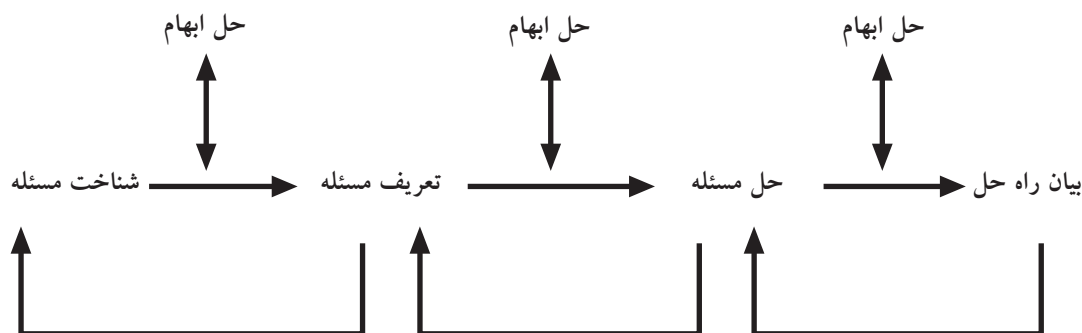 حل ابهام
حل ابهام
حل ابهام
شناخت مسئله
تعریف مسئله
حل مسئله
بیان راه حل